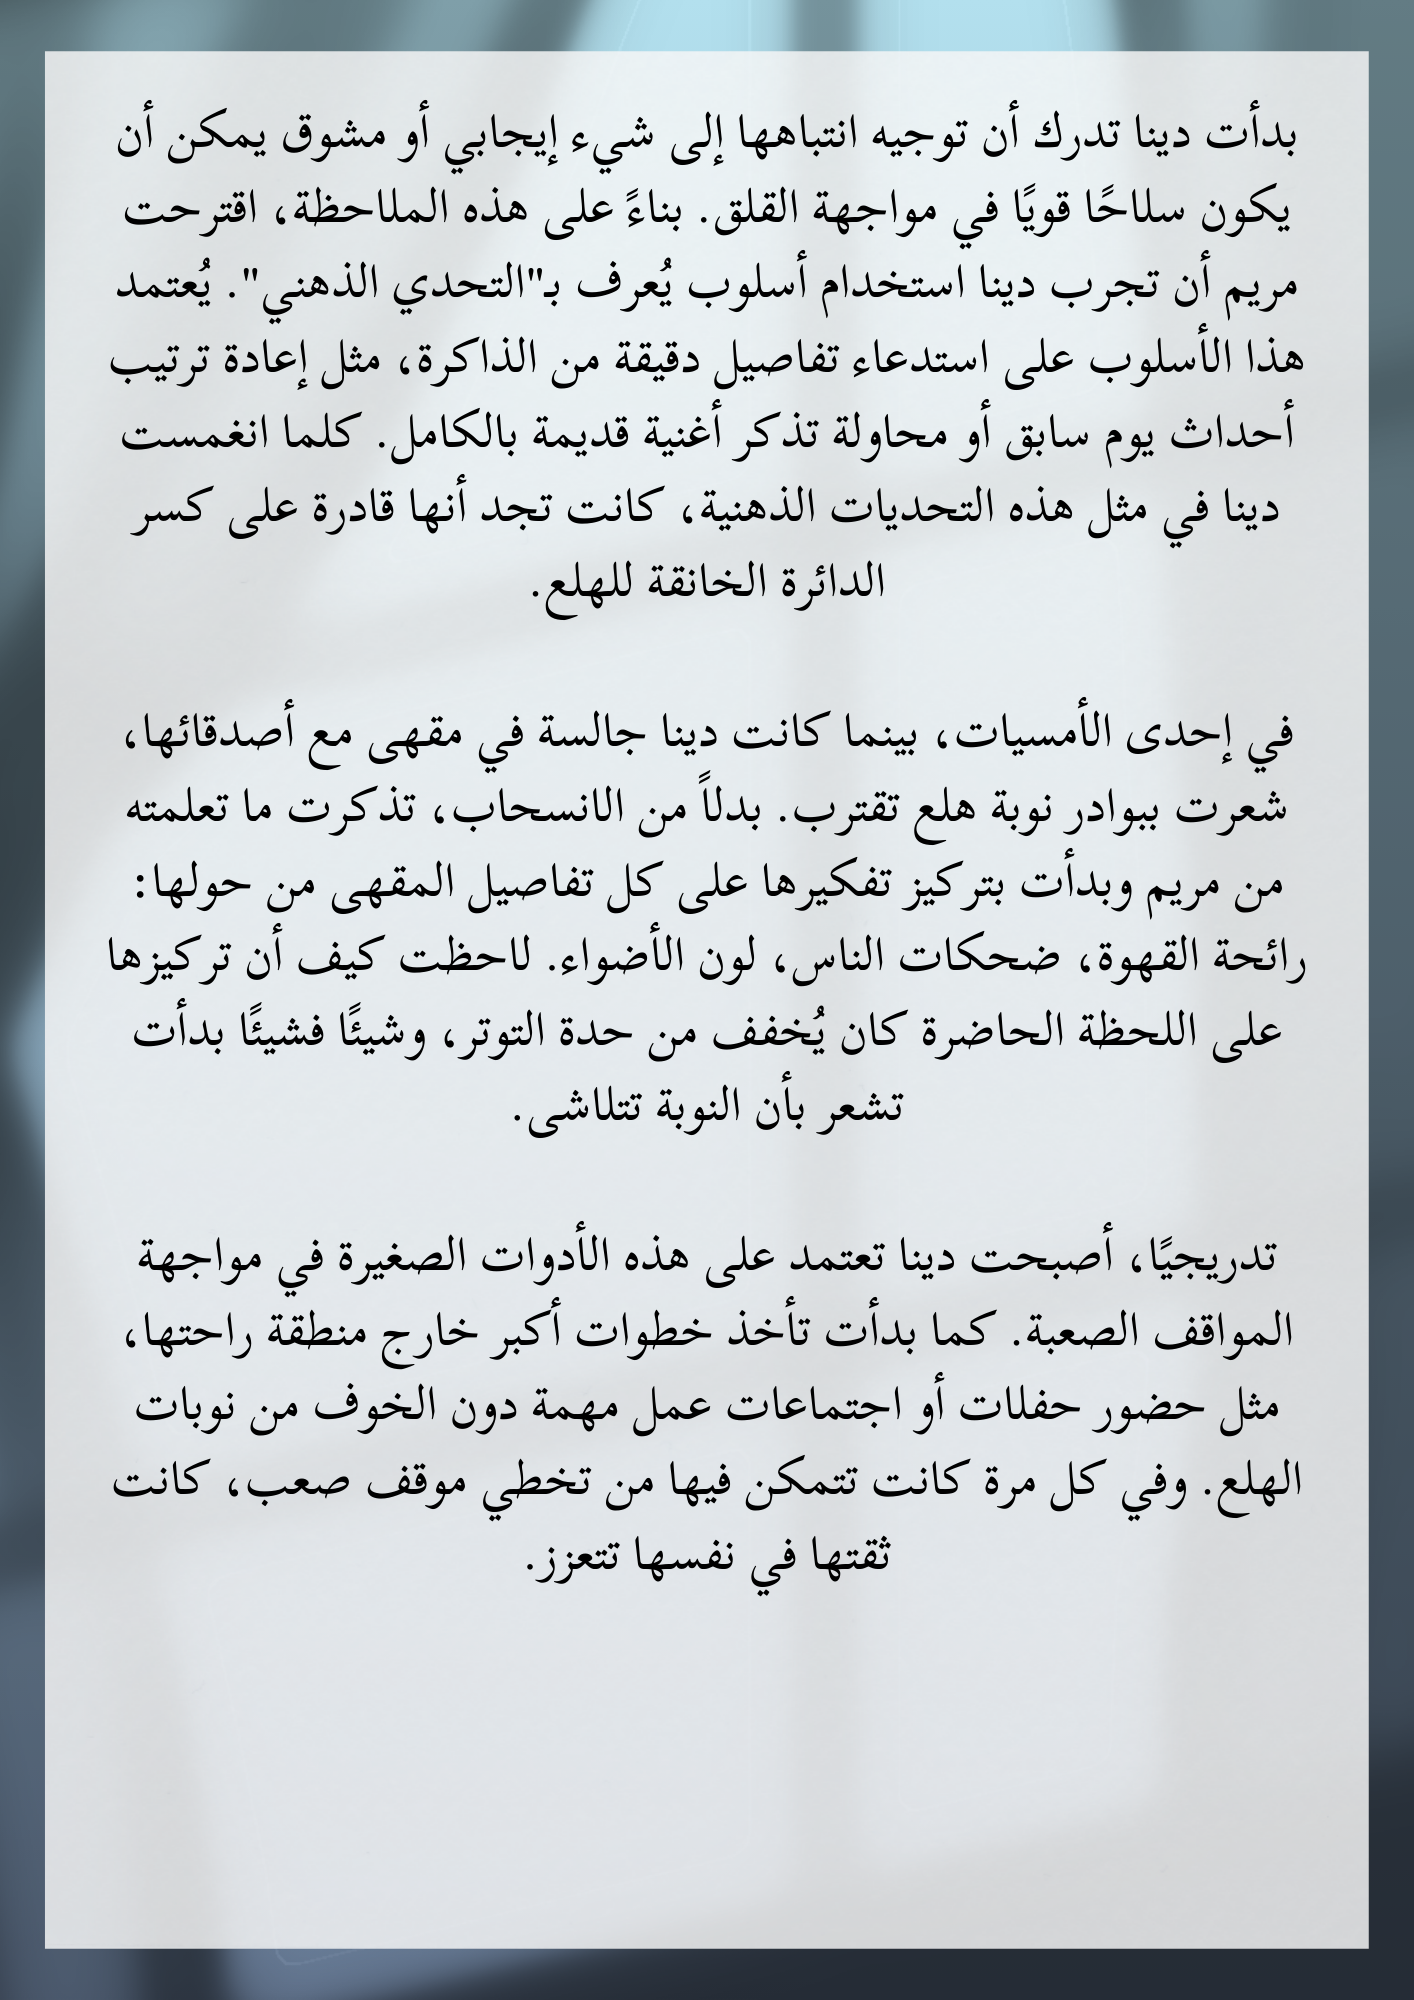 بدأت دينا تدرك أن توجيه انتباهها إلى شيء إيجابي أو مشوق يمكن أن
يكون سلاحًا قويًا في مواجهة القلق. بناءً على هذه الملاحظة، اقترحت
مريم أن تجرب دينا استخدام أسلوب يُعرف بـ"التحدي الذهني". يُعتمد
هذا الأسلوب على استدعاء تفاصيل دقيقة من الذاكرة، مثل إعادة ترتيب
أحداث يوم سابق أو محاولة تذكر أغنية قديمة بالكامل. كلما انغمست
دينا في مثل هذه التحديات الذهنية، كانت تجد أنها قادرة على كسر
الدائرة الخانقة للهلع.
في إحدى الأمسيات، بينما كانت دينا جالسة في مقهى مع أصدقائها،
شعرت ببوادر نوبة هلع تقترب. بدلاً من الانسحاب، تذكرت ما تعلمته
من مريم وبدأت بتركيز تفكيرها على كل تفاصيل المقهى من حولها:
رائحة القهوة، ضحكات الناس، لون الأضواء. لاحظت كيف أن تركيزها
على اللحظة الحاضرة كان يُخفف من حدة التوتر، وشيئًا فشيئًا بدأت
تشعر بأن النوبة تتلاشى.
تدريجيًا، أصبحت دينا تعتمد على هذه الأدوات الصغيرة في مواجهة
المواقف الصعبة. كما بدأت تأخذ خطوات أكبر خارج منطقة راحتها،
مثل حضور حفلات أو اجتماعات عمل مهمة دون الخوف من نوبات
الهلع. وفي كل مرة كانت تتمكن فيها من تخطي موقف صعب، كانت
ثقتها في نفسها تتعزز.